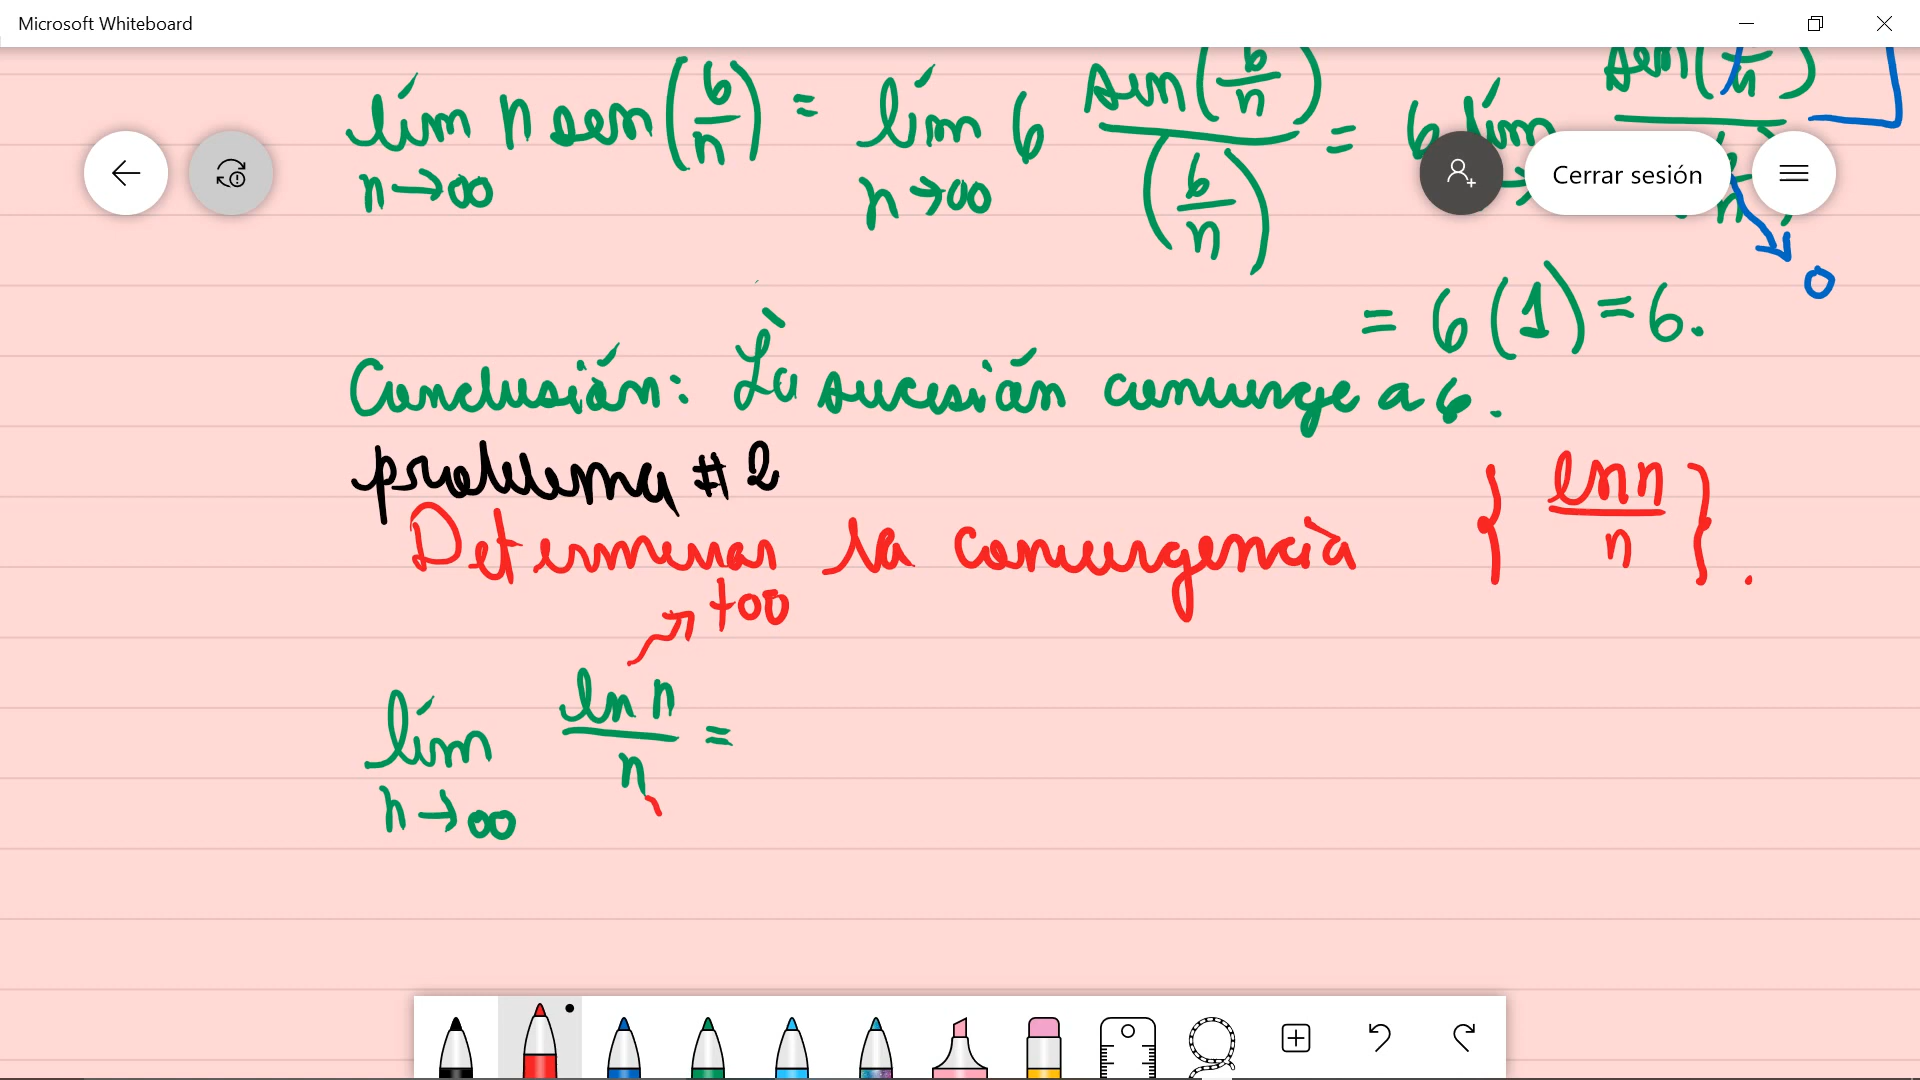 Microsoft Whiteboard
lím n→∞ n sen(6/n) = lím n→∞ 6 sen(6/n)/(6/n) = 6 lím
Cerrar sesión
0
= 6(1) = 6.
Conclusión: La sucesión converge a 6.
problema #2
Determinar la convergencia { ln n / n }.
+∞
lím n→∞ ln n / n =